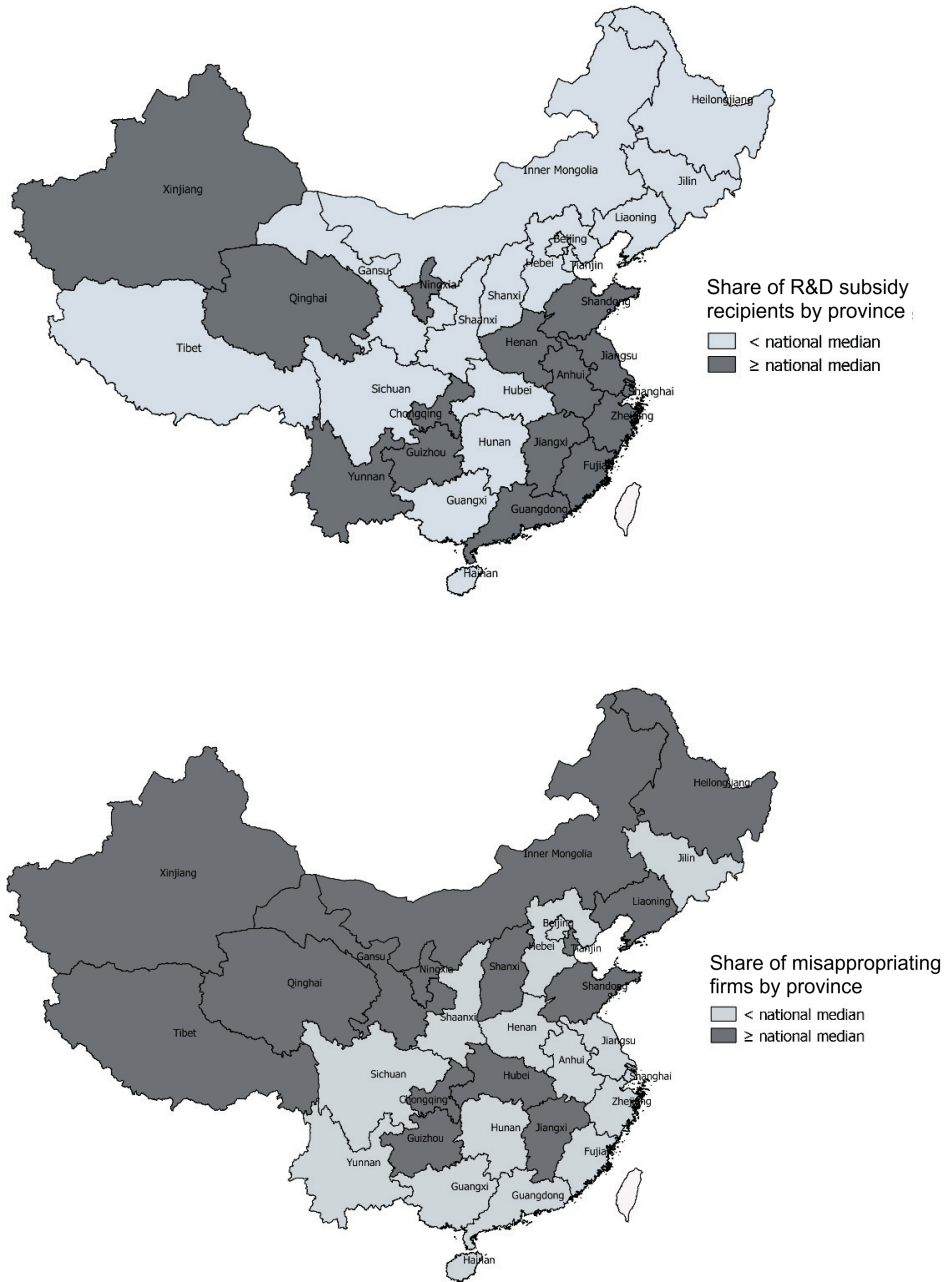 Heilongjiang
Inner Mongolia
Jilin
Xinjiang
Liaoning
Beijing
Hebei
Tianjin
Gansu
Ningxia
Qinghai
Shanxi
Shandong
Shaanxi
Henan
Tibet
Jiangsu
Anhui
Sichuan
Hubei
Shanghai
Chongqing
Zhejiang
Hunan
Jiangxi
Guizhou
Fujian
Yunnan
Guangxi
Guangdong
Hainan
Share of R&D subsidy
recipients by province
< national median
≥ national median
Heilongjiang
Inner Mongolia
Jilin
Xinjiang
Liaoning
Beijing
Hebei
Tianjin
Gansu
Ningxia
Shanxi
Qinghai
Shandong
Shaanxi
Henan
Tibet
Jiangsu
Anhui
Sichuan
Hubei
Shanghai
Chongqing
Zhejiang
Hunan
Jiangxi
Guizhou
Fujian
Yunnan
Guangxi
Guangdong
Hainan
Share of misappropriating
firms by province
< national median
≥ national median